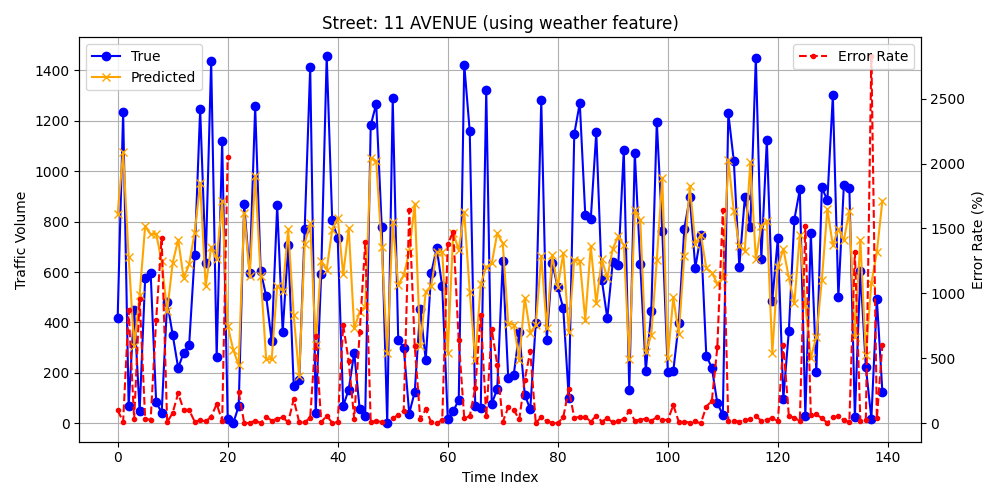 Street: 11 AVENUE (using weather feature)
True
Predicted
Error Rate
Traffic Volume
1400
1200
1000
800
600
400
200
0
2500
2000
1500
1000
500
0
Error Rate (%)
0 20 40 60 80 100 120 140
Time Index